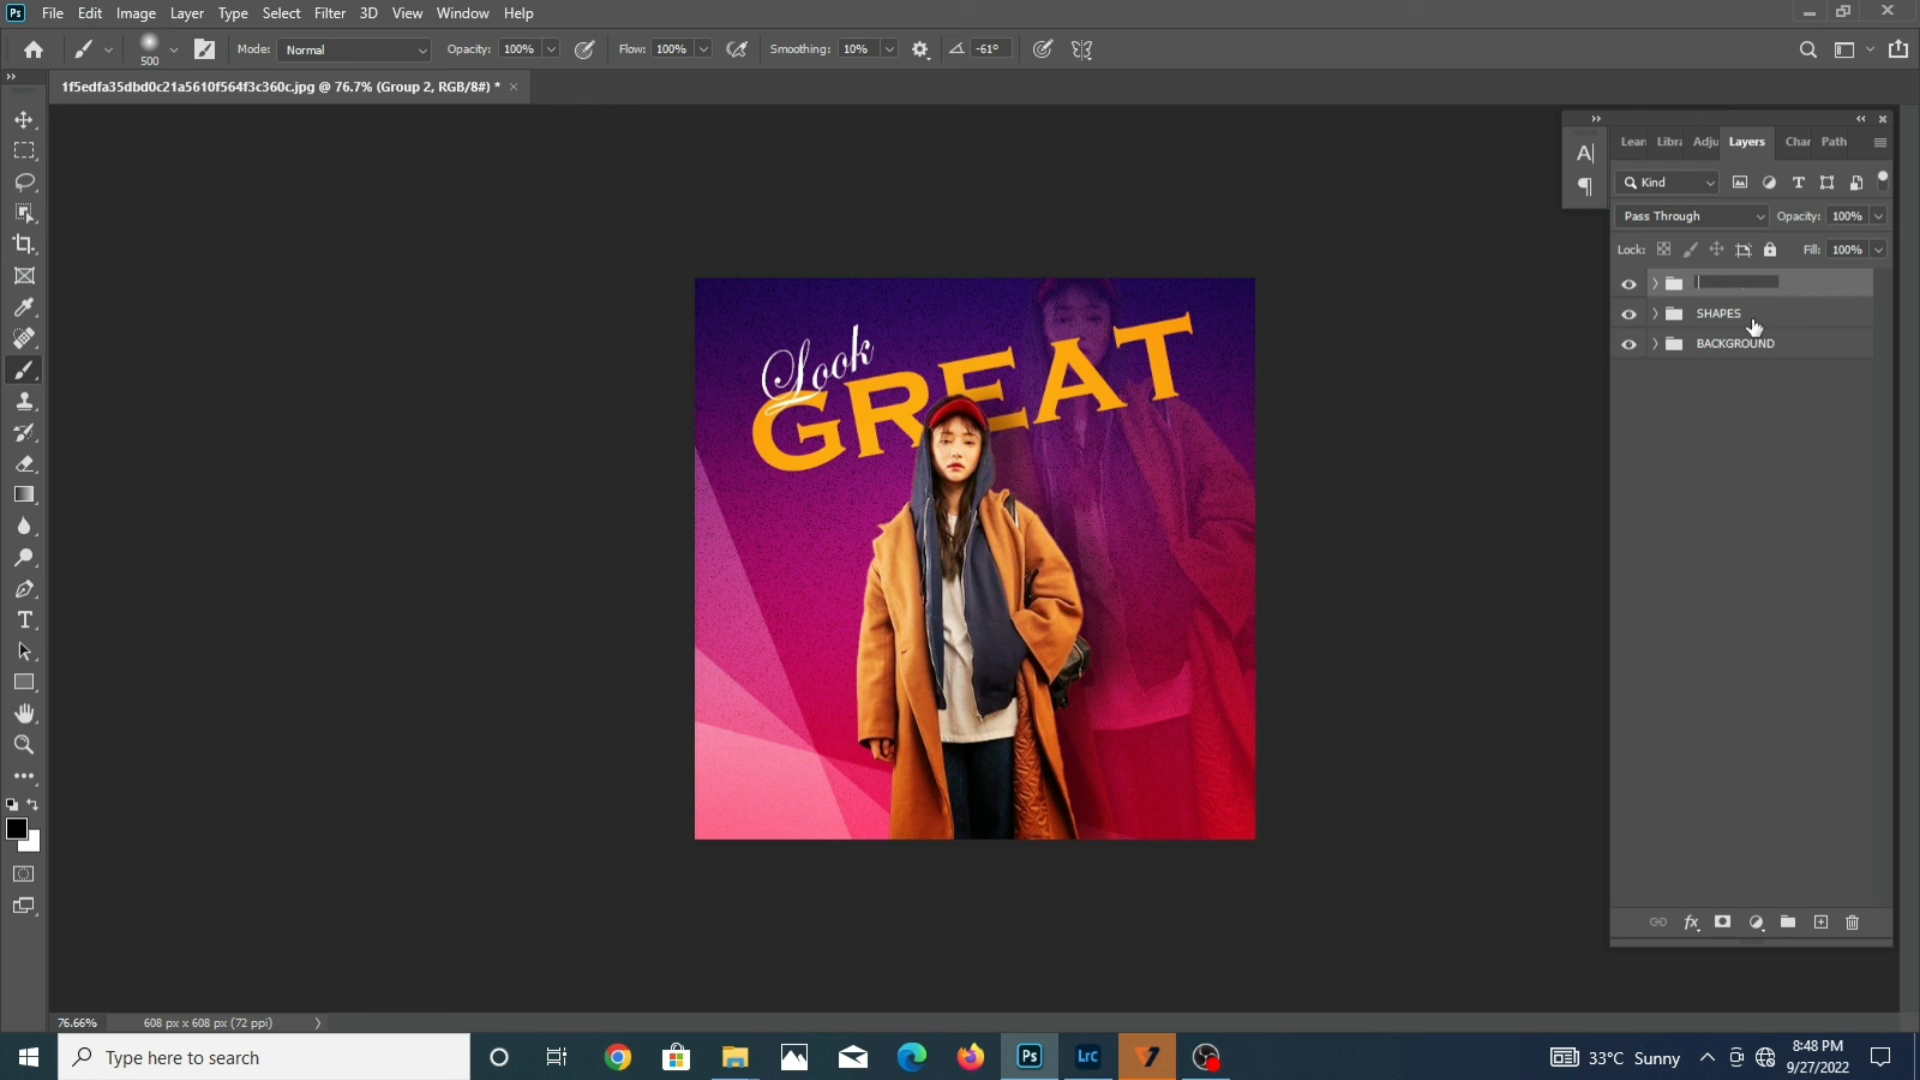 Ps File Edit Image Layer Type Select Filter 3D View Window Help
500 Mode: Normal Opacity: 100% Flow: 100% Smoothing: 10% -61°
1f5edfa35dbd0c21a5610f564f3c360c.jpg @ 76.7% (Group 2, RGB/8#) *
Lear Libra Adju Layers Char Path
Kind
Pass Through Opacity: 100%
Lock: Fill: 100%
SHAPES
BACKGROUND
Look
GREAT
76.66% 608 px x 608 px (72 ppi)
Type here to search Ps Lrc 33°C Sunny 8:48 PM
9/27/2022